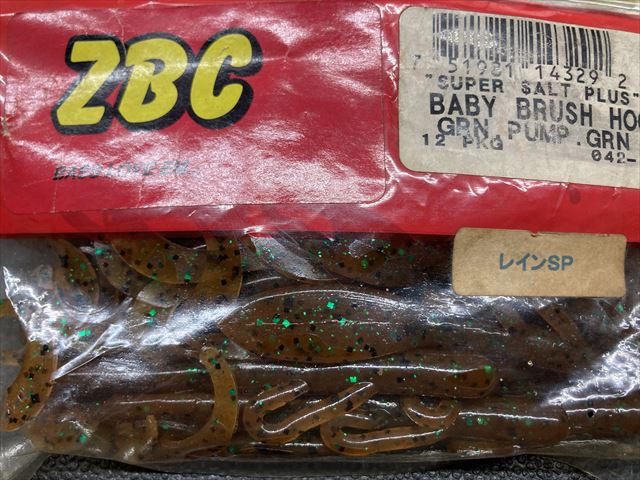 ZBC
7 51981 14329 2
"SUPER SALT PLUS"
BABY BRUSH HOG
GRN PUMP.GRN
12 PKG
042-
レインSP